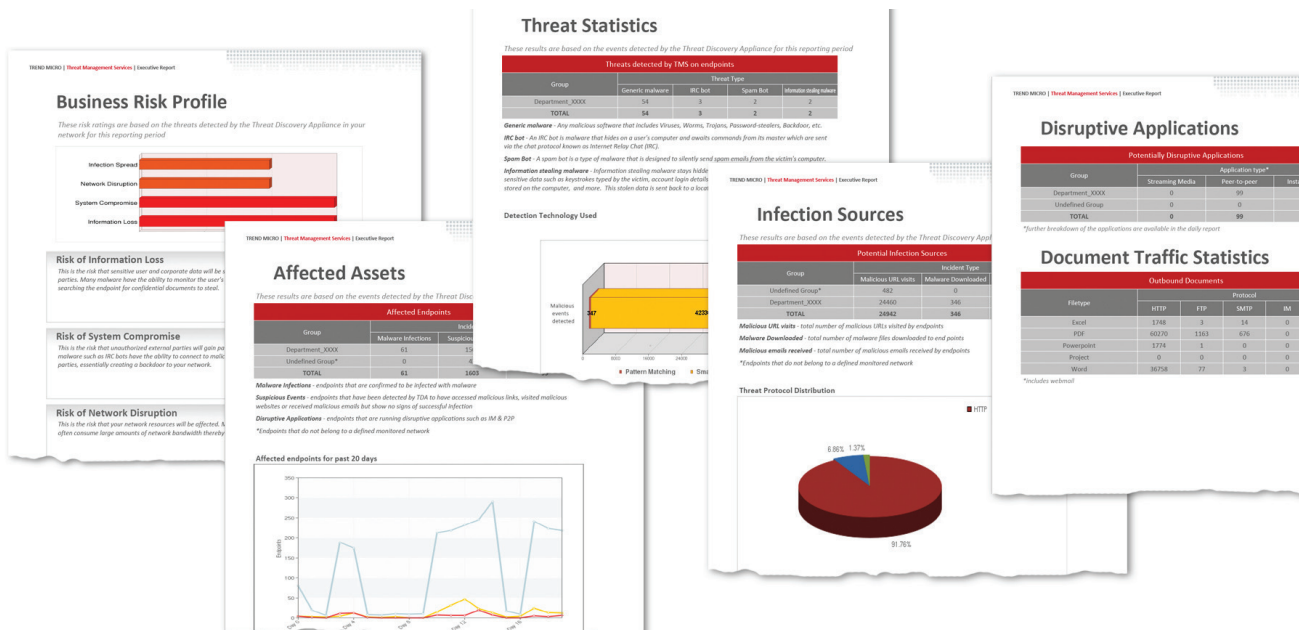 TREND MICRO | Threat Management Services | Executive Report
Business Risk Profile
These risk ratings are based on the threats detected by the Threat Discovery Appliance in your
network for this reporting period
Infection Spread
Network Disruption
System Compromise
Information Loss
Risk of Information Loss
This is the risk that sensitive user and corporate data will be
parties. Many malware have the ability to monitor the user's
searching the endpoint for confidential documents to steal.
Risk of System Compromise
This is the risk that unauthorized external parties will gain
malware such as IRC bots have the ability to connect to
parties, essentially creating a backdoor to your network.
Risk of Network Disruption
This is the risk that your network resources will be affected.
often consume large amounts of network bandwidth thereby
TREND MICRO | Threat Management Services | Executive Report
Affected Assets
These results are based on the events detected by the Threat
Affected Endpoints
Group
Malware Infections
Department_XXXX 61
Undefined Group* 0
TOTAL 61 1603
Malware Infections - endpoints that are confirmed to be infected with malware
Suspicious Events - endpoints that have been detected by TDA to have accessed malicious links, visited malicious
websites or received malicious emails but show no signs of successful infection
Disruptive Applications - endpoints that are running disruptive applications such as IM & P2P
*Endpoints that do not belong to a defined monitored network
Affected endpoints for past 20 days
Endpoints
350
300
250
200
150
100
50
0
Threat Statistics
These results are based on the events detected by the Threat Discovery Appliance for this reporting period
Threats detected by TMS on endpoints
Group Threat Type
Generic malware IRC bot Spam Bot Information stealing malware
Department_XXXX 54 3 2 2
TOTAL 54 3 2 2
Generic malware - Any malicious software that includes Viruses, Worms, Trojans, Password-stealers, Backdoor, etc.
IRC bot - An IRC bot is malware that hides on a user's computer and awaits commands from its master which are sent
via the chat protocol known as Internet Relay Chat (IRC).
Spam Bot - A spam bot is a type of malware that is designed to silently send spam emails from the victim's computer.
Information stealing malware - Information stealing malware stays
sensitive data such as keystrokes typed by the victim, account login
stored on the computer, and more. This stolen data is sent back to a
Detection Technology Used
Malicious
events
detected
347
0 8000 16000 24000
Pattern Matching
TREND MICRO | Threat Management Services | Executive Report
Infection Sources
These results are based on the events detected by the Threat Discovery
Potential Infection Sources
Group Incident Type
Malicious URL visits Malware Downloaded
Undefined Group* 482 0
Department_XXXX 24460 346
TOTAL 24942 346
Malicious URL visits - total number of malicious URLs visited by endpoints
Malware Downloaded - total number of malware files downloaded to end points
Malicious emails received - total number of malicious emails received by endpoints
*Endpoints that do not belong to a defined monitored network
Threat Protocol Distribution
HTTP
6.86% 1.37%
91.76%
TREND MICRO | Threat Management Services | Executive Report
Disruptive Applications
Potentially Disruptive Applications
Group Application type*
Streaming Media Peer-to-peer
Department_XXXX 0 99
Undefined Group 0 0
TOTAL 0 99
*further breakdown of the applications are available in the daily report
Document Traffic Statistics
Outbound Documents
Filetype Protocol
HTTP FTP SMTP IM
Excel 1748 3 14 0
PDF 60270 1163 676 0
Powerpoint 1774 1 0 0
Project 0 0 0 0
Word 36758 77 3 0
*includes webmail